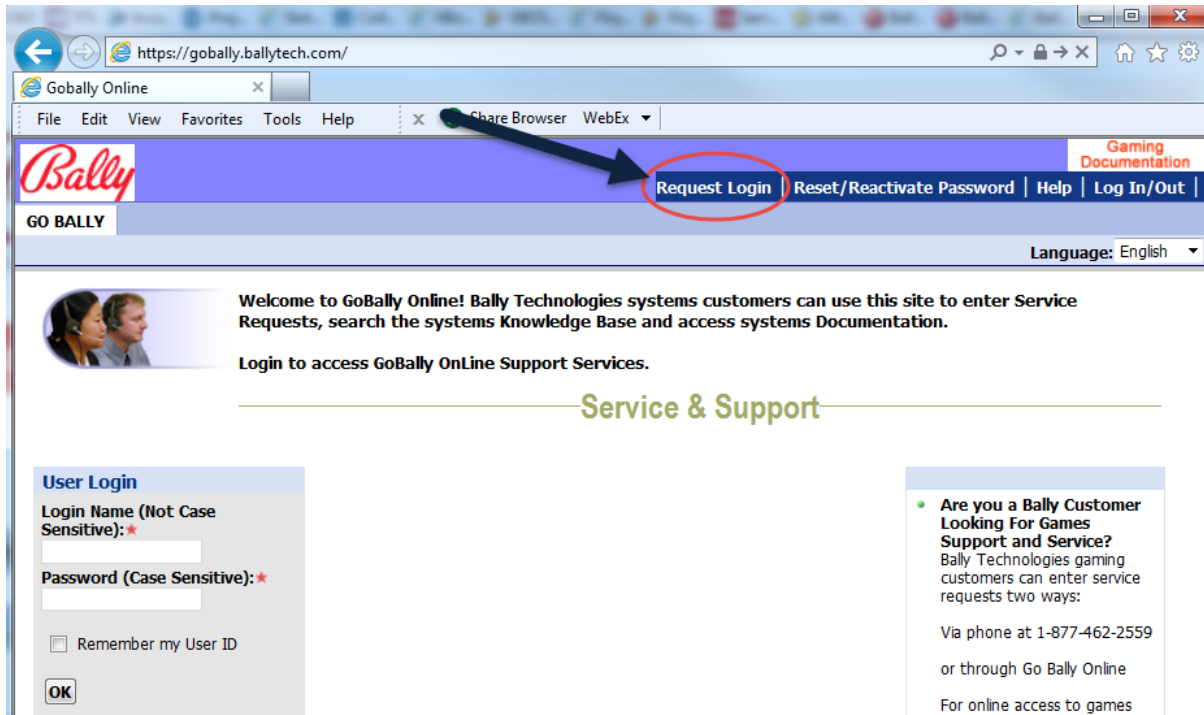 https://gobally.ballytech.com/
Gobally Online
File Edit View Favorites Tools Help x Share Browser WebEx
Bally
Gaming
Documentation
Request Login | Reset/Reactivate Password | Help | Log In/Out |
GO BALLY
Language: English
Welcome to GoBally Online! Bally Technologies systems customers can use this site to enter Service
Requests, search the systems Knowledge Base and access systems Documentation.
Login to access GoBally OnLine Support Services.
Service & Support
User Login
Login Name (Not Case
Sensitive):★
Password (Case Sensitive):★
Remember my User ID
OK
Are you a Bally Customer
Looking For Games
Support and Service?
Bally Technologies gaming
customers can enter service
requests two ways:
Via phone at 1-877-462-2559
or through Go Bally Online
For online access to games